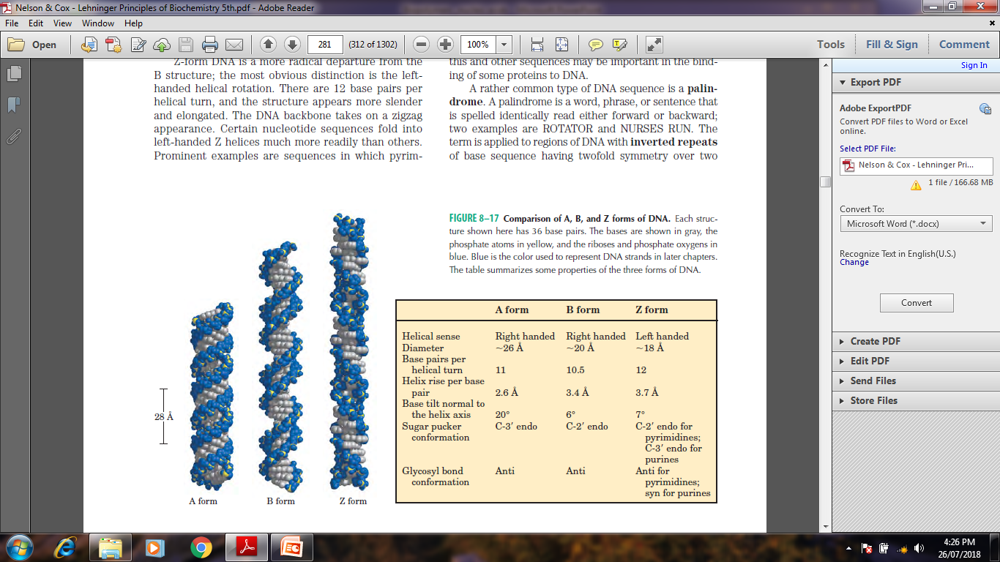 Nelson & Cox - Lehninger Principles of Biochemistry 5th.pdf - Adobe Reader
File Edit View Window Help
Open 281 (312 of 1302) 100% Tools Fill & Sign Comment
Sign In
Z-form DNA is a more radical departure from the
B structure; the most obvious distinction is the left-
handed helical rotation. There are 12 base pairs per
helical turn, and the structure appears more slender
and elongated. The DNA backbone takes on a zigzag
appearance. Certain nucleotide sequences fold into
left-handed Z helices much more readily than others.
Prominent examples are sequences in which pyrim-
this and other sequences may be important in the bind-
ing of some proteins to DNA.
A rather common type of DNA sequence is a palin-
drome. A palindrome is a word, phrase, or sentence that
is spelled identically read either forward or backward;
two examples are ROTATOR and NURSES RUN. The
term is applied to regions of DNA with inverted repeats
of base sequence having twofold symmetry over two
FIGURE 8–17 Comparison of A, B, and Z forms of DNA. Each struc-
ture shown here has 36 base pairs. The bases are shown in gray, the
phosphate atoms in yellow, and the riboses and phosphate oxygens in
blue. Blue is the color used to represent DNA strands in later chapters.
The table summarizes some properties of the three forms of DNA.
28 Å
A form B form Z form
A form B form Z form
Helical sense Right handed Right handed Left handed
Diameter ~26 Å ~20 Å ~18 Å
Base pairs per
helical turn 11 10.5 12
Helix rise per base
pair 2.6 Å 3.4 Å 3.7 Å
Base tilt normal to
the helix axis 20° 6° 7°
Sugar pucker C-3′ endo C-2′ endo C-2′ endo for
conformation pyrimidines;
C-3′ endo for
purines
Glycosyl bond Anti Anti Anti for
conformation pyrimidines;
syn for purines
Export PDF
Adobe ExportPDF
Convert PDF files to Word or Excel
online.
Select PDF File:
Nelson & Cox - Lehninger Pri...
1 file / 166.68 MB
Convert To:
Microsoft Word (*.docx)
Recognize Text in English(U.S.)
Change
Convert
Create PDF
Edit PDF
Send Files
Store Files
4:26 PM
26/07/2018